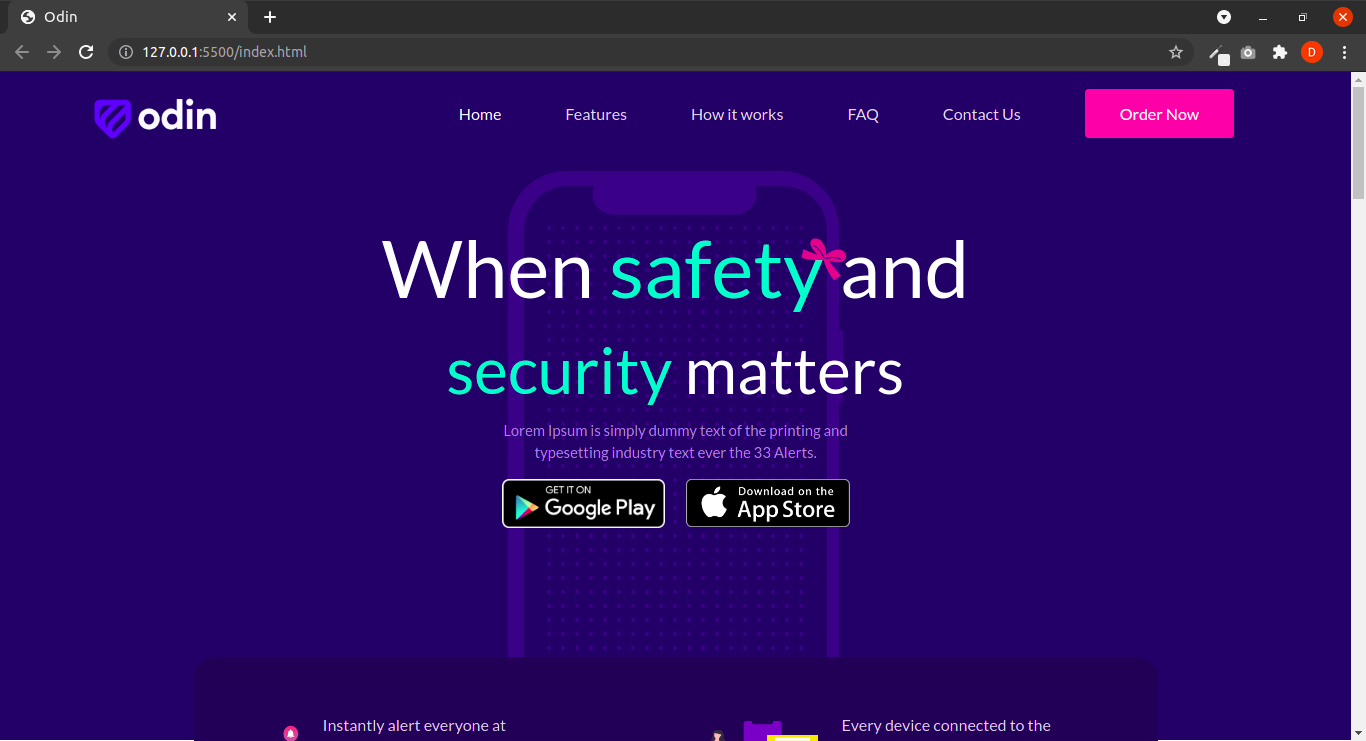 Odin
127.0.0.1:5500/index.html
D
odin
Home Features How it works FAQ Contact Us Order Now
When safety and
security matters
Lorem Ipsum is simply dummy text of the printing and
typesetting industry text ever the 33 Alerts.
GET IT ON
Google Play
Download on the
App Store
Instantly alert everyone at
Every device connected to the